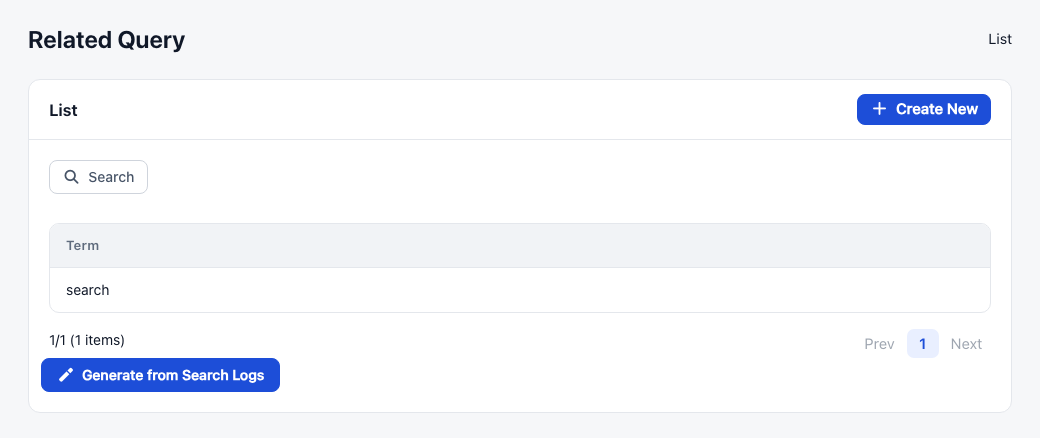 Related Query
List
List
Create New
Search
Term
search
1/1 (1 items)
Prev 1 Next
Generate from Search Logs